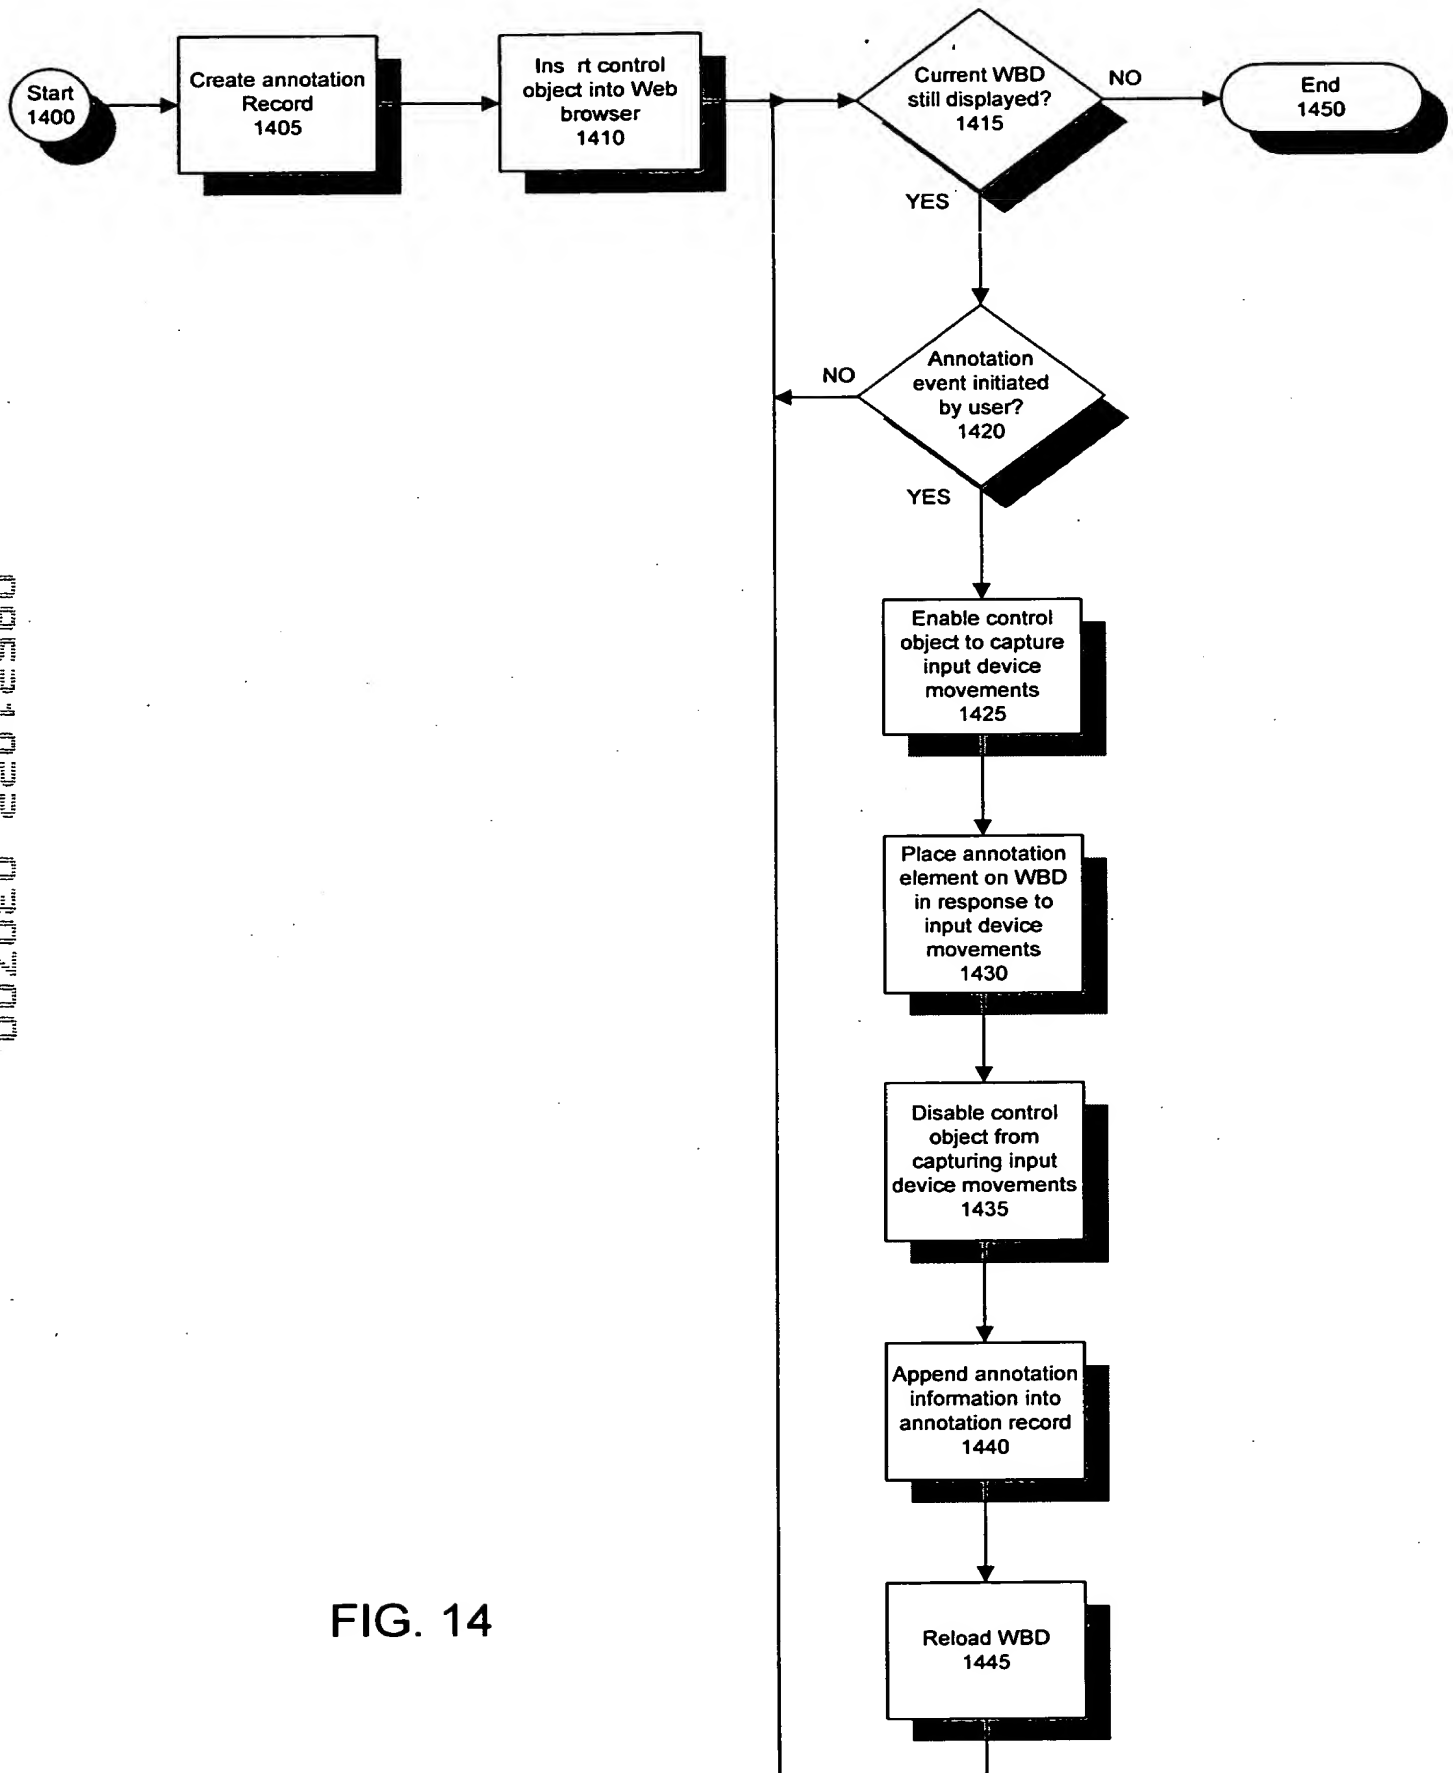 Start
1400
Create annotation
Record
1405
Ins rt control
object into Web
browser
1410
Current WBD
still displayed?
1415
NO
End
1450
YES
Annotation
event initiated
by user?
1420
NO
YES
Enable control
object to capture
input device
movements
1425
Place annotation
element on WBD
in response to
input device
movements
1430
Disable control
object from
capturing input
device movements
1435
Append annotation
information into
annotation record
1440
Reload WBD
1445
FIG. 14